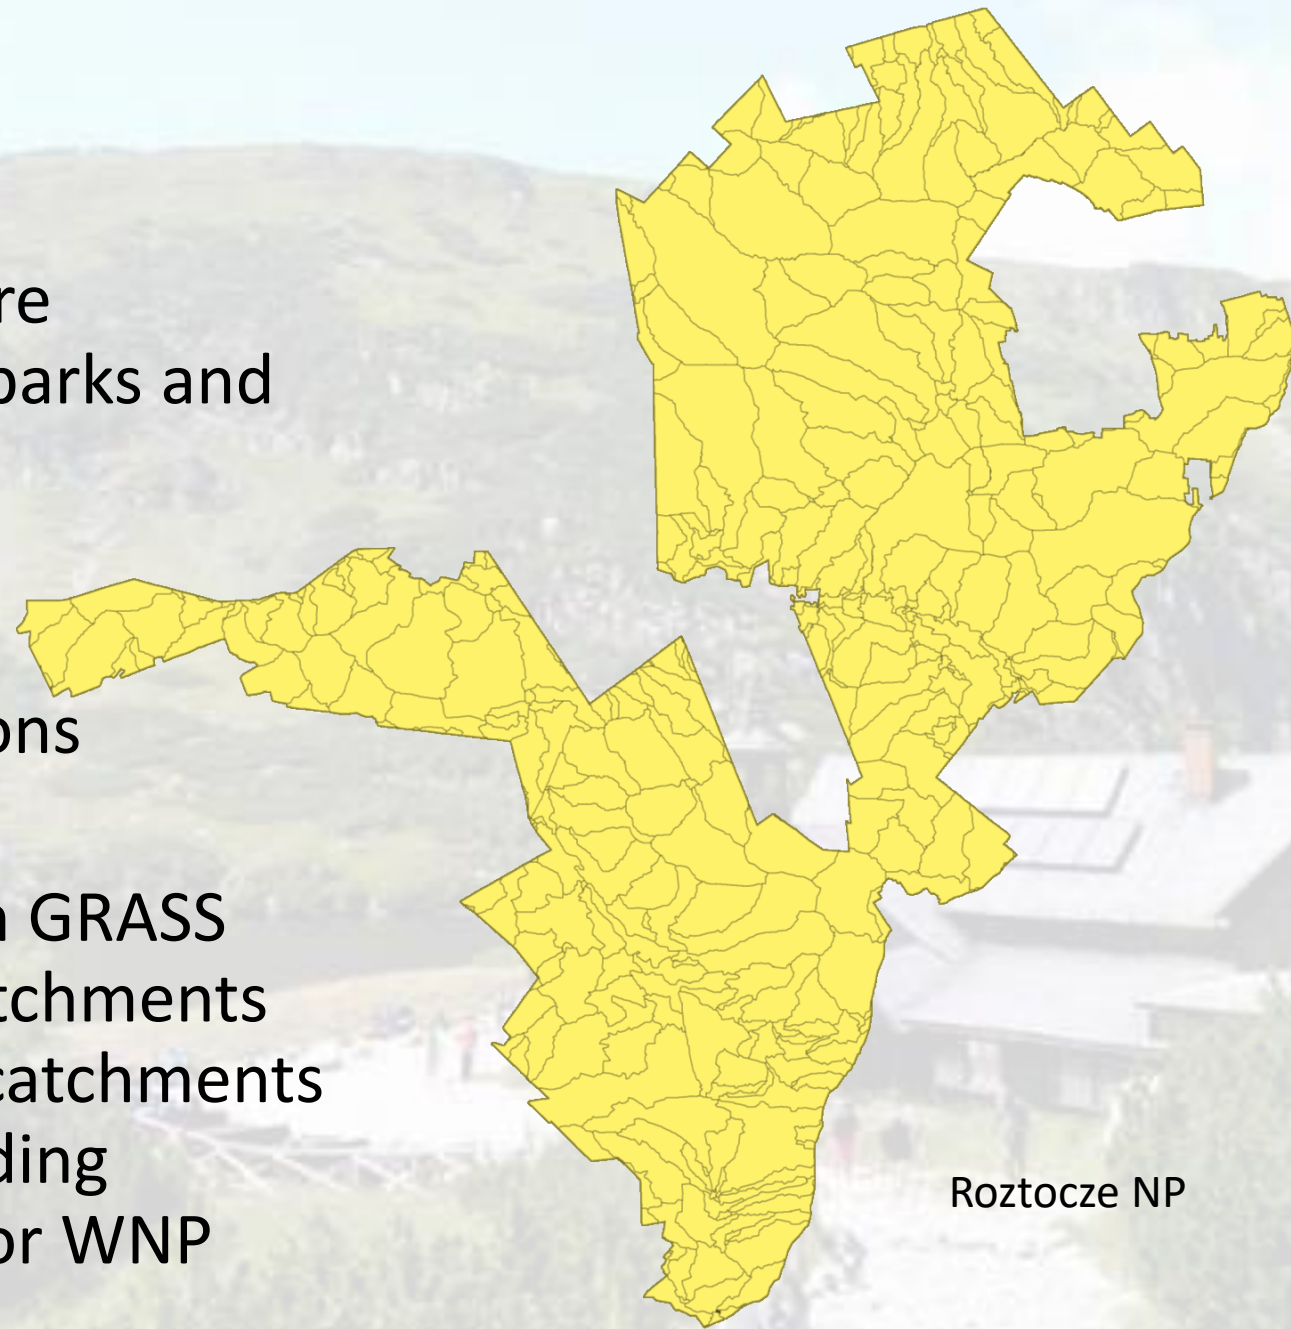 re
parks and
ons
GRASS
tchments
catchments
ding
or WNP
Roztocze NP